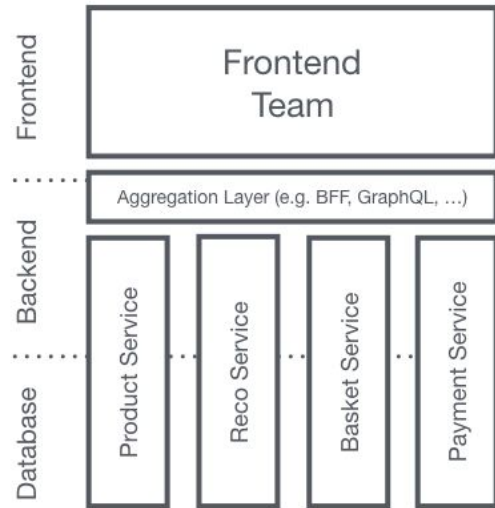 Frontend
Frontend
Team
Backend
Aggregation Layer (e.g. BFF, GraphQL, ...)
Database
Product Service
Reco Service
Basket Service
Payment Service